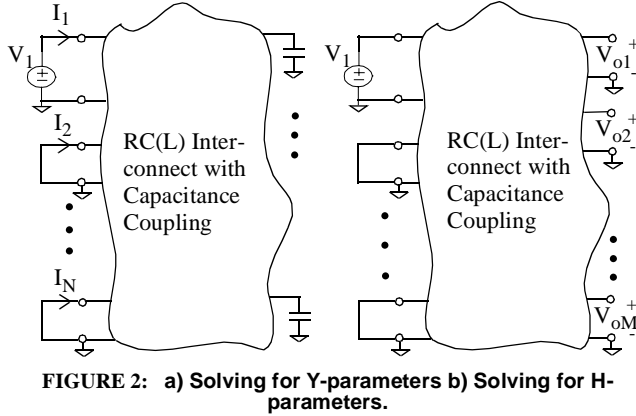 I1
V1
±
I2
RC(L) Inter-
connect with
Capacitance
Coupling
IN
V1
±
RC(L) Inter-
connect with
Capacitance
Coupling
+
Vo1
-
+
Vo2
-
+
VoM
-
FIGURE 2: a) Solving for Y-parameters b) Solving for H-
parameters.